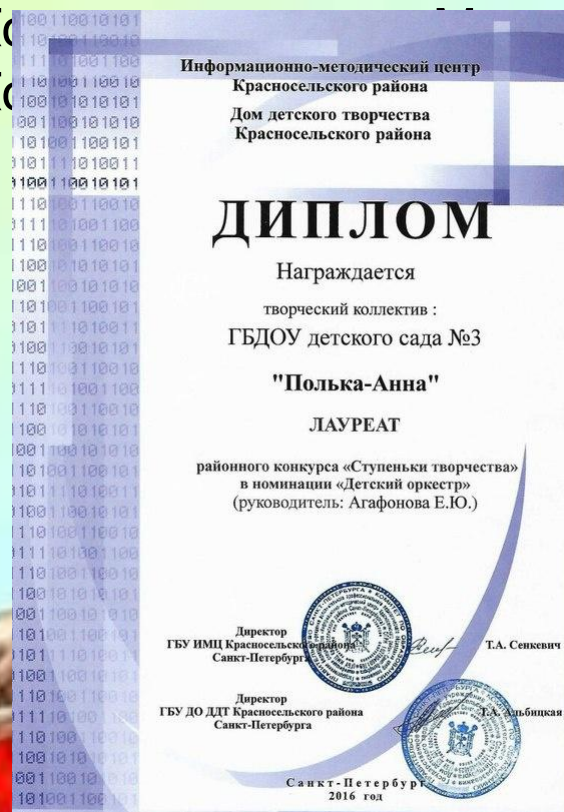 Информационно-методический центр
Красносельского района
Дом детского творчества
Красносельского района
ДИПЛОМ
Награждается
творческий коллектив :
ГБДОУ детского сада №3
"Полька-Анна"
ЛАУРЕАТ
районного конкурса «Ступеньки творчества»
в номинации «Детский оркестр»
(руководитель: Агафонова Е.Ю.)
Директор
ГБУ ИМЦ Красносельского района
Санкт-Петербурга
Т.А. Сенкевич
Директор
ГБУ ДО ДДТ Красносельского района
Санкт-Петербурга
Т.А. Альбицкая
Санкт-Петербург
2016 год